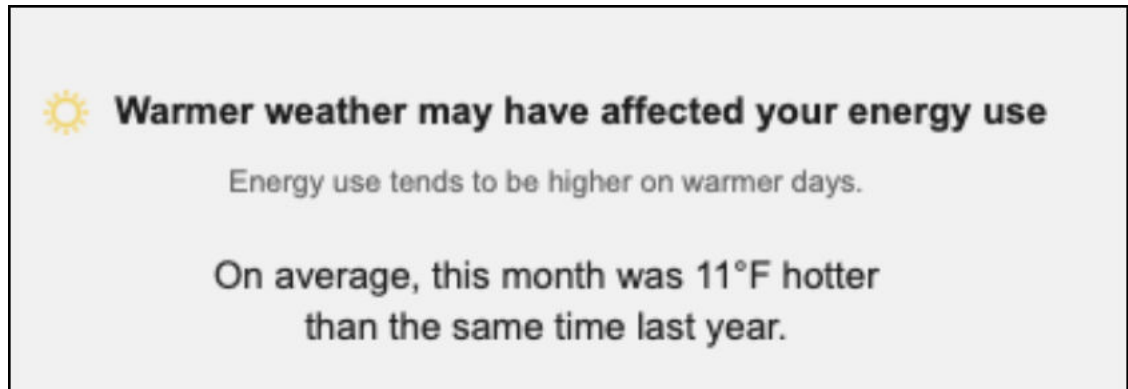 Warmer weather may have affected your energy use
Energy use tends to be higher on warmer days.
On average, this month was 11°F hotter
than the same time last year.